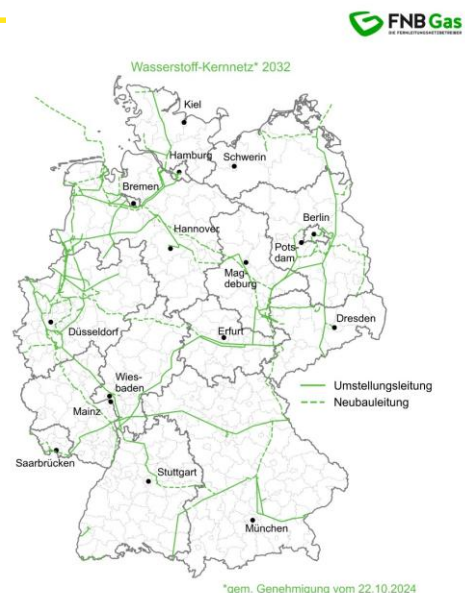 FNB Gas
DIE FERNLEITUNGSNETZBETREIBER
Wasserstoff-Kernnetz* 2032
Kiel
Hamburg
Schwerin
Bremen
Hannover
Berlin
Pots
dam
Mag-
deburg
Düsseldorf
Erfurt
Dresden
Wies-
baden
Mainz
Umstellungsleitung
Neubauleitung
Saarbrücken
Stuttgart
München
*gem. Genehmigung vom 22.10.2024